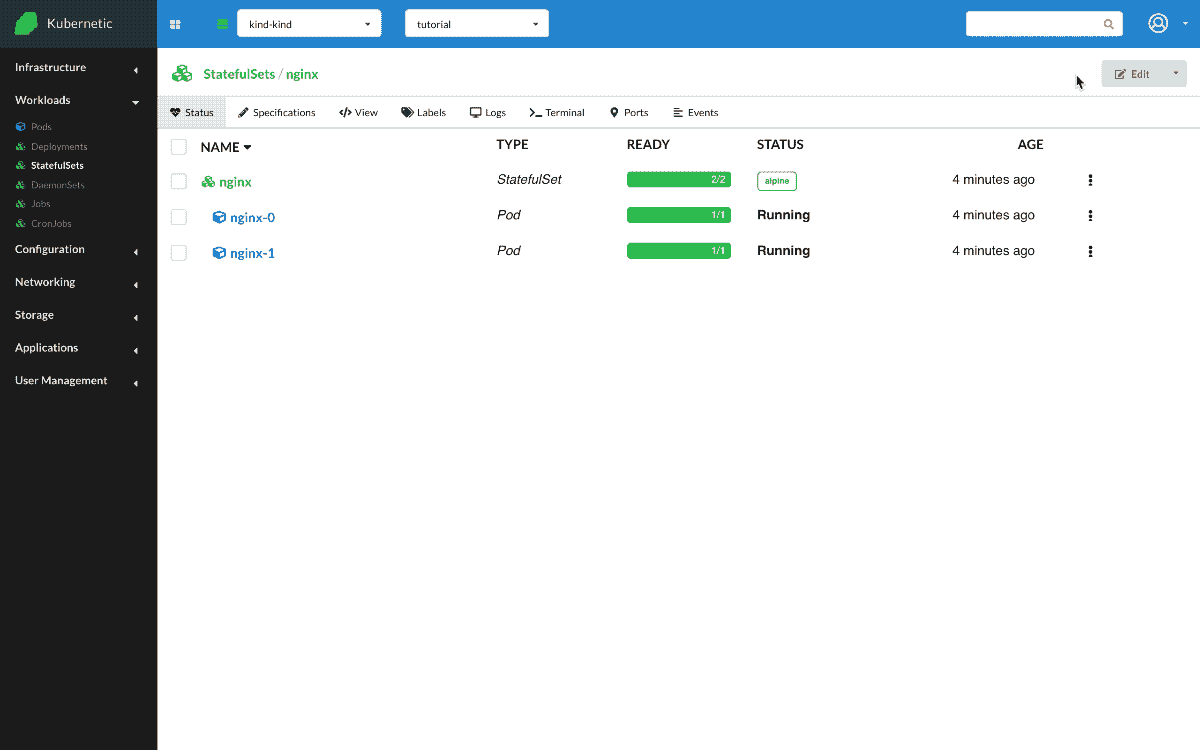 Kubernetic
kind-kind
tutorial
Infrastructure
Workloads
Pods
Deployments
StatefulSets
DaemonSets
Jobs
CronJobs
Configuration
Networking
Storage
Applications
User Management
StatefulSets / nginx
Edit
Status Specifications View Labels Logs Terminal Ports Events
NAME TYPE READY STATUS AGE
nginx StatefulSet 2/2 alpine 4 minutes ago
nginx-0 Pod 1/1 Running 4 minutes ago
nginx-1 Pod 1/1 Running 4 minutes ago